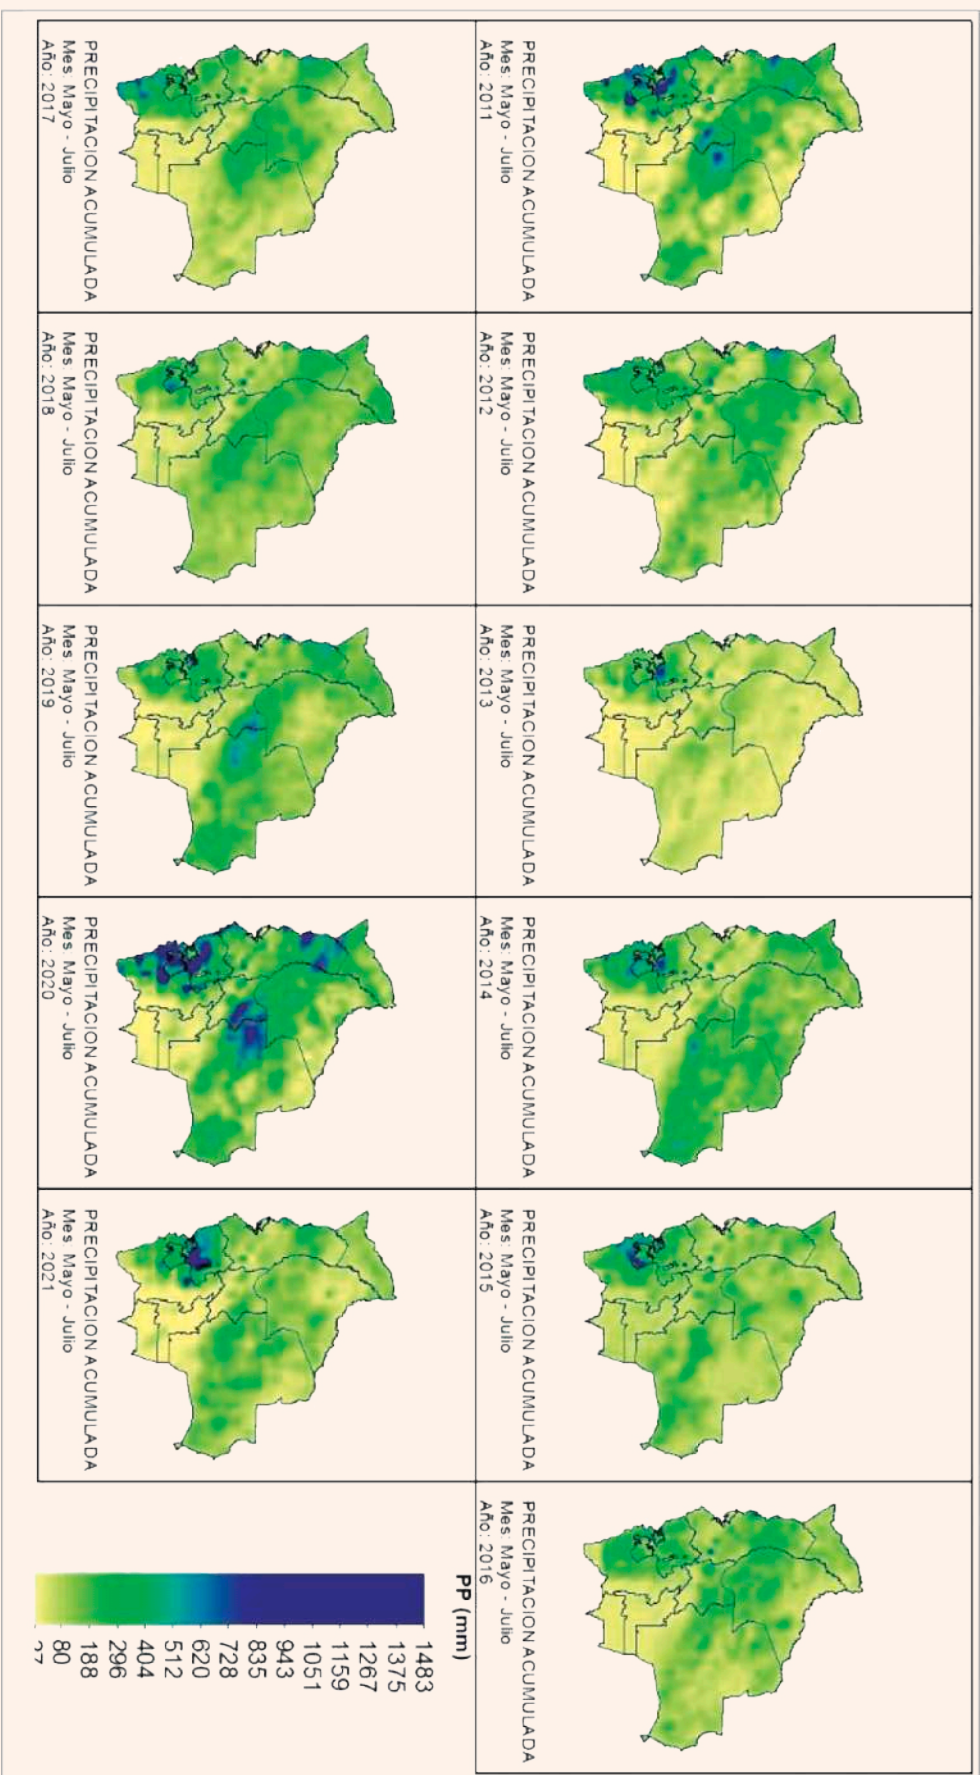 PRECIPITACION ACUMULADA
Mes: Mayo - Julio
Año: 2011
PRECIPITACION ACUMULADA
Mes: Mayo - Julio
Año: 2012
PRECIPITACION ACUMULADA
Mes: Mayo - Julio
Año: 2013
PRECIPITACION ACUMULADA
Mes: Mayo - Julio
Año: 2014
PRECIPITACION ACUMULADA
Mes: Mayo - Julio
Año: 2015
PRECIPITACION ACUMULADA
Mes: Mayo - Julio
Año: 2016
PRECIPITACION ACUMULADA
Mes: Mayo - Julio
Año: 2017
PRECIPITACION ACUMULADA
Mes: Mayo - Julio
Año: 2018
PRECIPITACION ACUMULADA
Mes: Mayo - Julio
Año: 2019
PRECIPITACION ACUMULADA
Mes: Mayo - Julio
Año: 2020
PRECIPITACION ACUMULADA
Mes: Mayo - Julio
Año: 2021
PP (mm)
1483
1375
1267
1159
1051
943
835
728
620
512
404
296
188
80